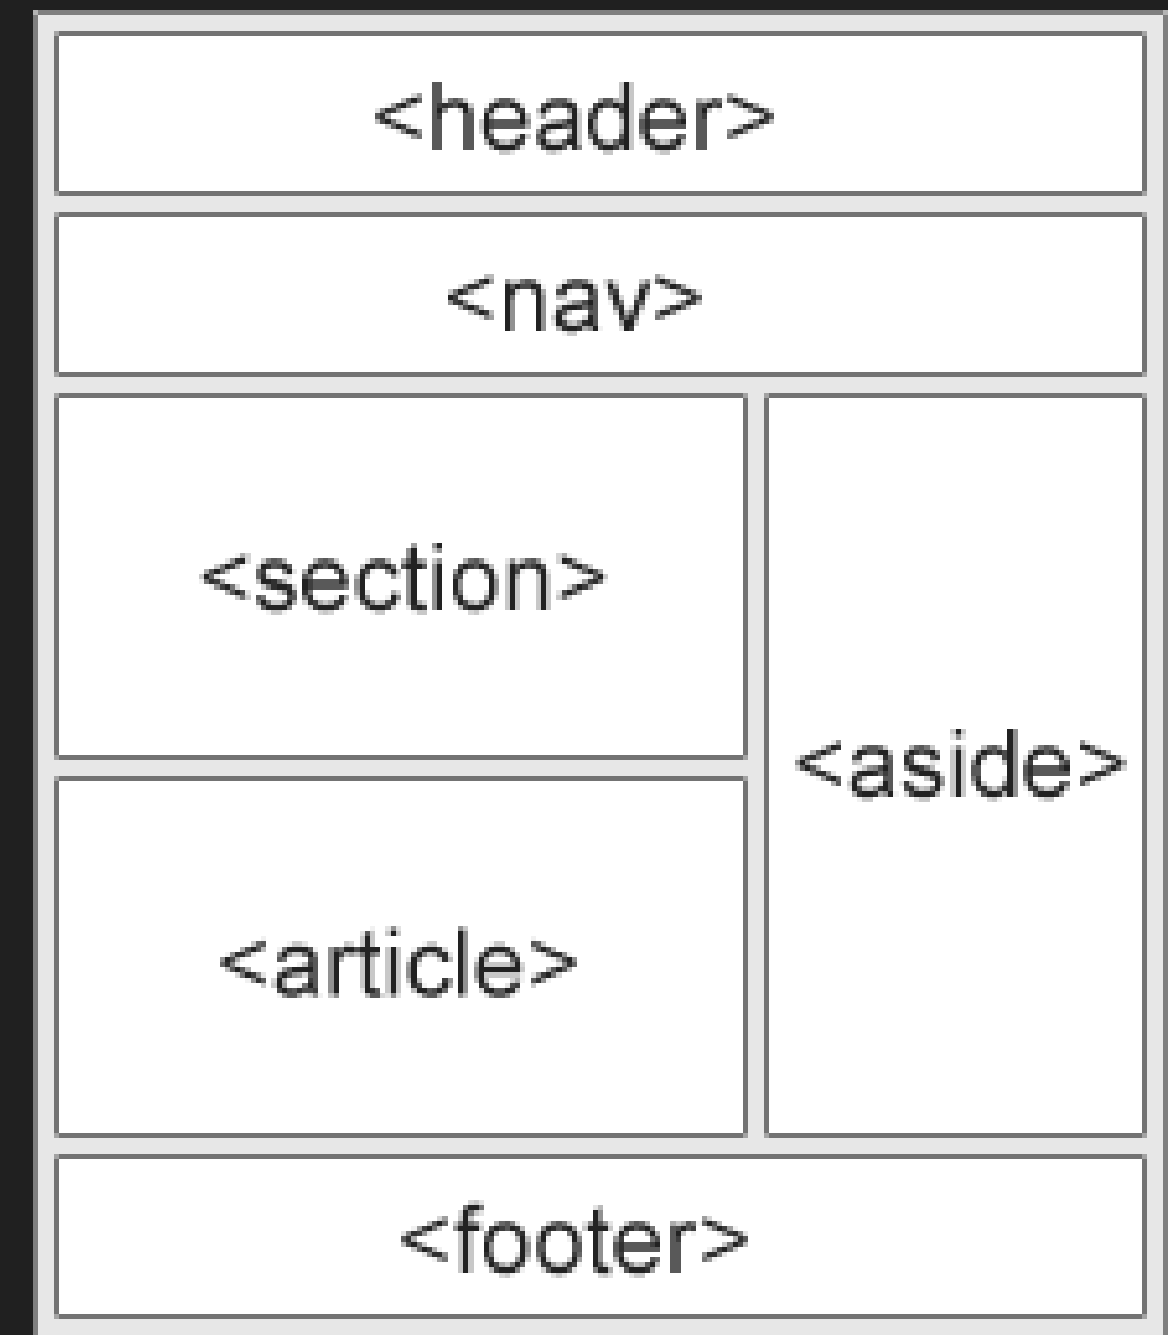 <header>
<nav>
<section>
<aside>
<article>
<footer>